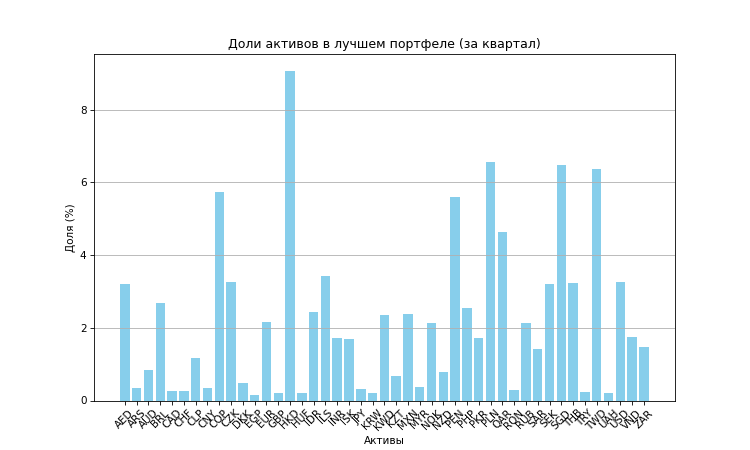 Доли активов в лучшем портфеле (за квартал)
Доля (%)
8
6
4
2
0
AED
ARS
AUD
BRL
CAD
CHF
CLP
CNY
COP
CZK
DKK
EGP
EUR
GBP
HKD
HUF
IDR
ILS
INR
ISK
JPY
KRW
KWD
KZT
MXN
MYR
NOK
NZD
PEN
PHP
PKR
PLN
QAR
RON
RUB
SAR
SEK
SGD
THB
TRY
TWD
UAH
USD
VND
ZAR
Активы